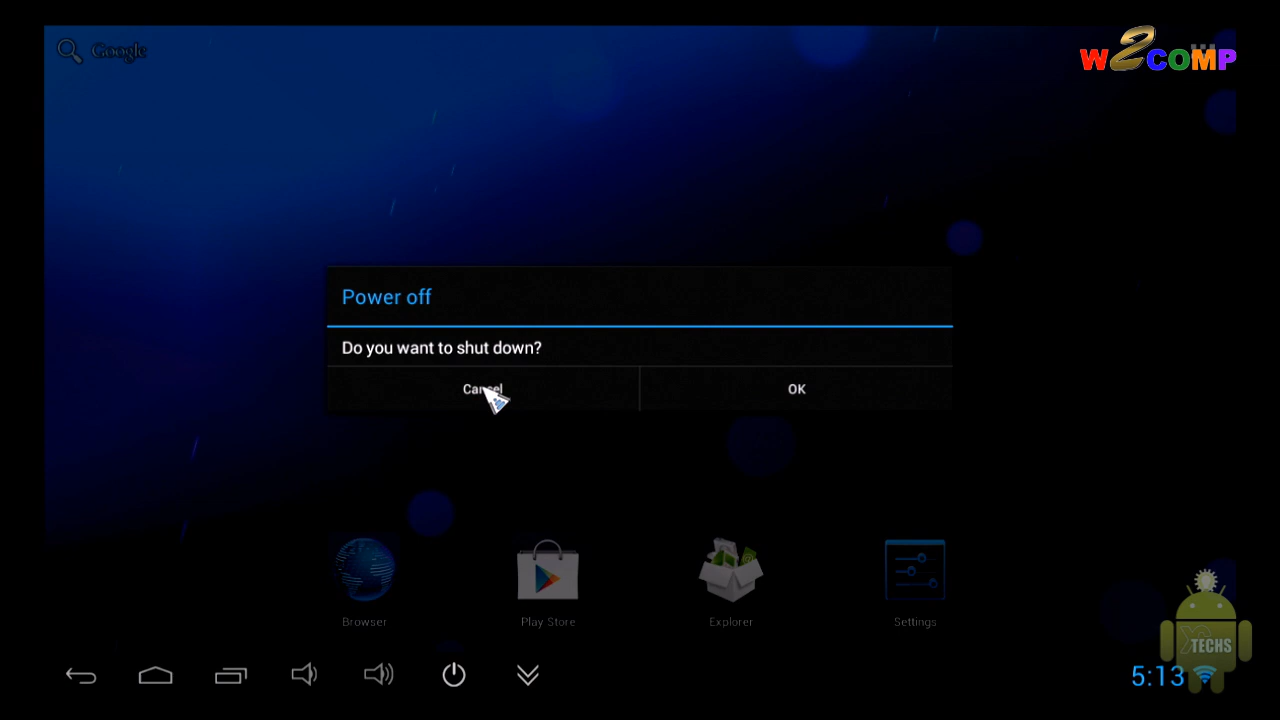 Google
W2COMP
Power off
Do you want to shut down?
Cancel
OK
Browser
Play Store
Explorer
Settings
5:13
TECHS